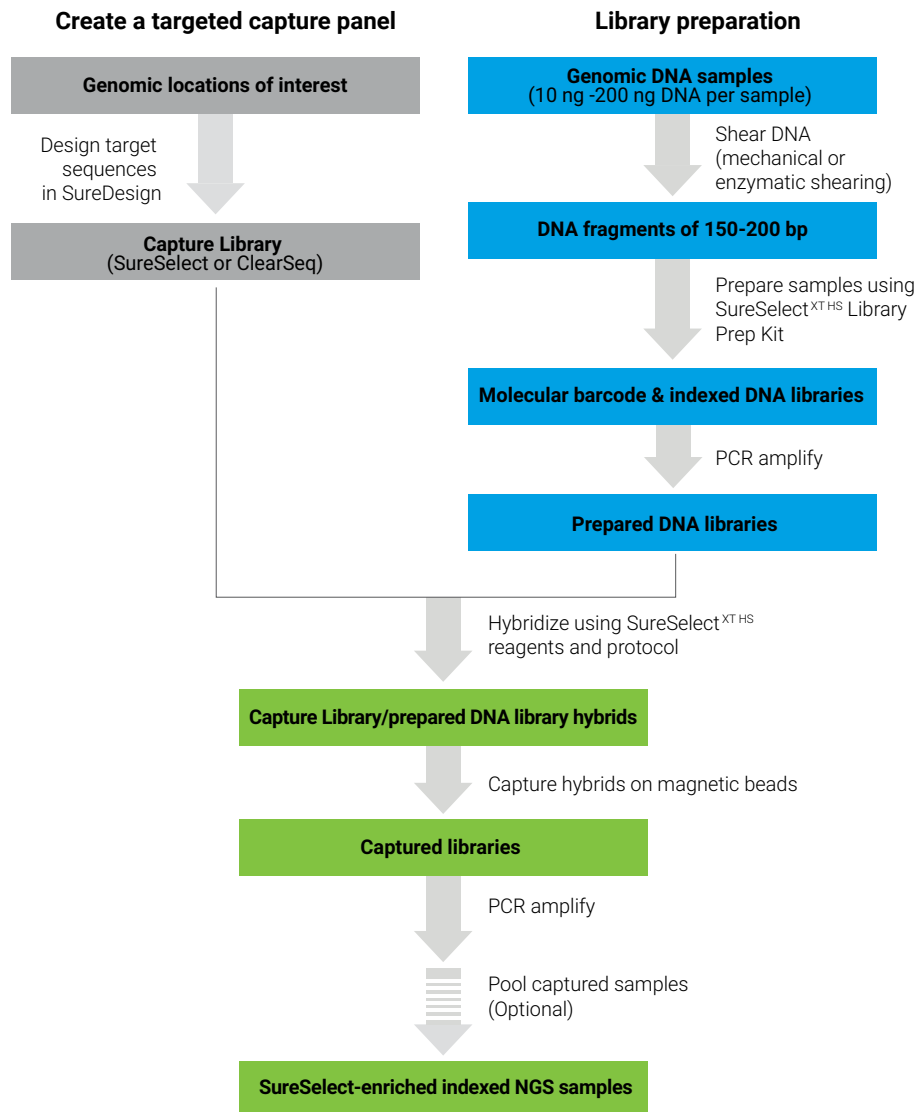 Create a targeted capture panel
Genomic locations of interest
Design target
sequences
in SureDesign
Capture Library
(SureSelect or ClearSeq)
Library preparation
Genomic DNA samples
(10 ng -200 ng DNA per sample)
Shear DNA
(mechanical or
enzymatic shearing)
DNA fragments of 150-200 bp
Prepare samples using
SureSelect XT HS Library
Prep Kit
Molecular barcode & indexed DNA libraries
PCR amplify
Prepared DNA libraries
Hybridize using SureSelect XT HS
reagents and protocol
Capture Library/prepared DNA library hybrids
Capture hybrids on magnetic beads
Captured libraries
PCR amplify
Pool captured samples
(Optional)
SureSelect-enriched indexed NGS samples